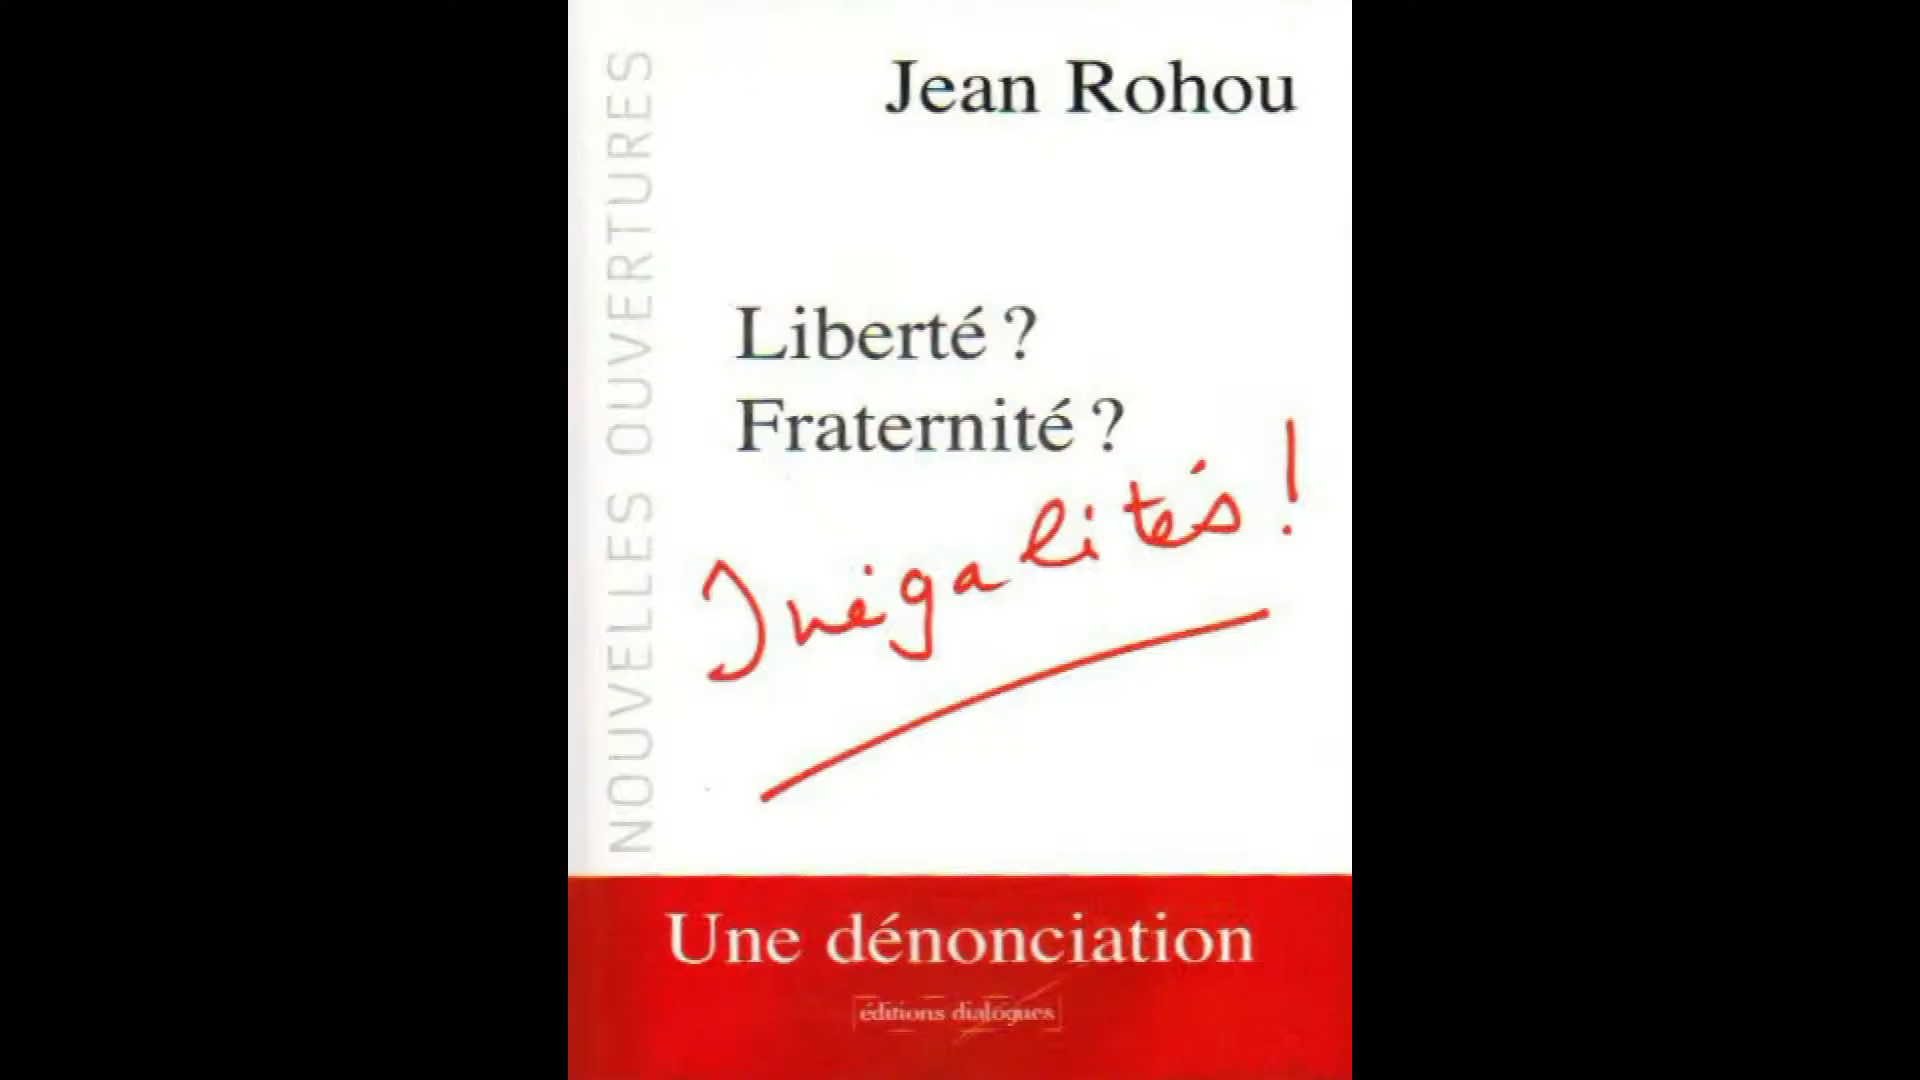 Jean Rohou
NOUVELLES OUVERTURES
Liberté ?
Fraternité ?
Inégalités !
Une dénonciation
éditions dialogues